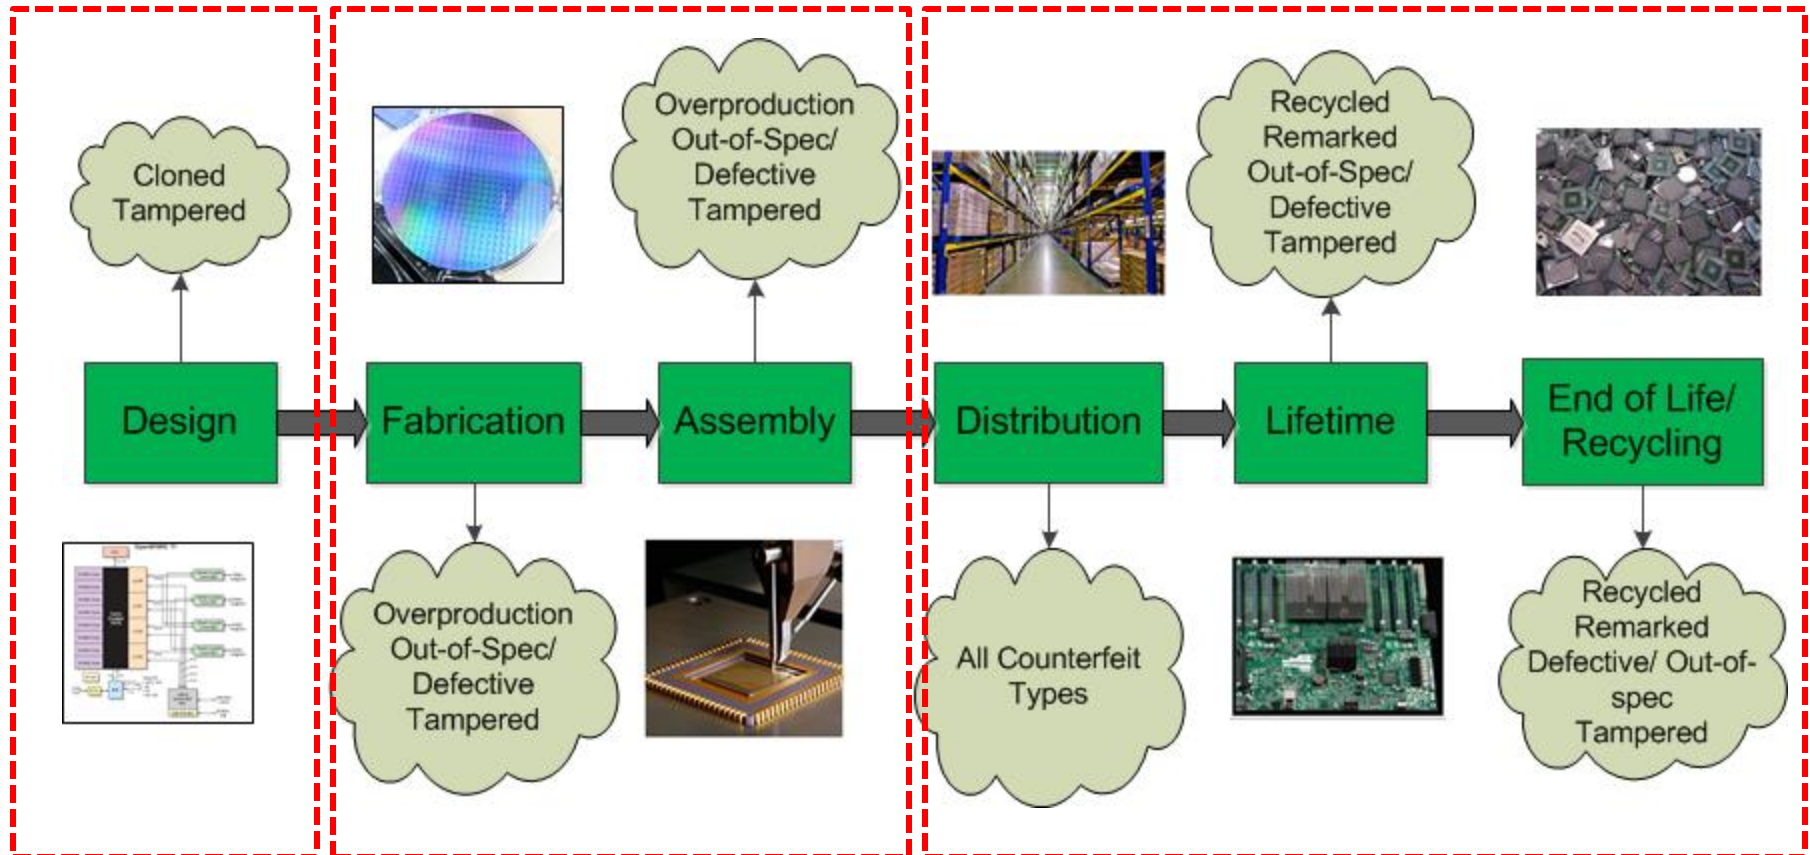 Cloned
Tampered
Overproduction
Out-of-Spec/
Defective
Tampered
Recycled
Remarked
Out-of-Spec/
Defective
Tampered
Design
Fabrication
Assembly
Distribution
Lifetime
End of Life/
Recycling
Overproduction
Out-of-Spec/
Defective
Tampered
All Counterfeit
Types
Recycled
Remarked
Defective/ Out-of-
spec
Tampered